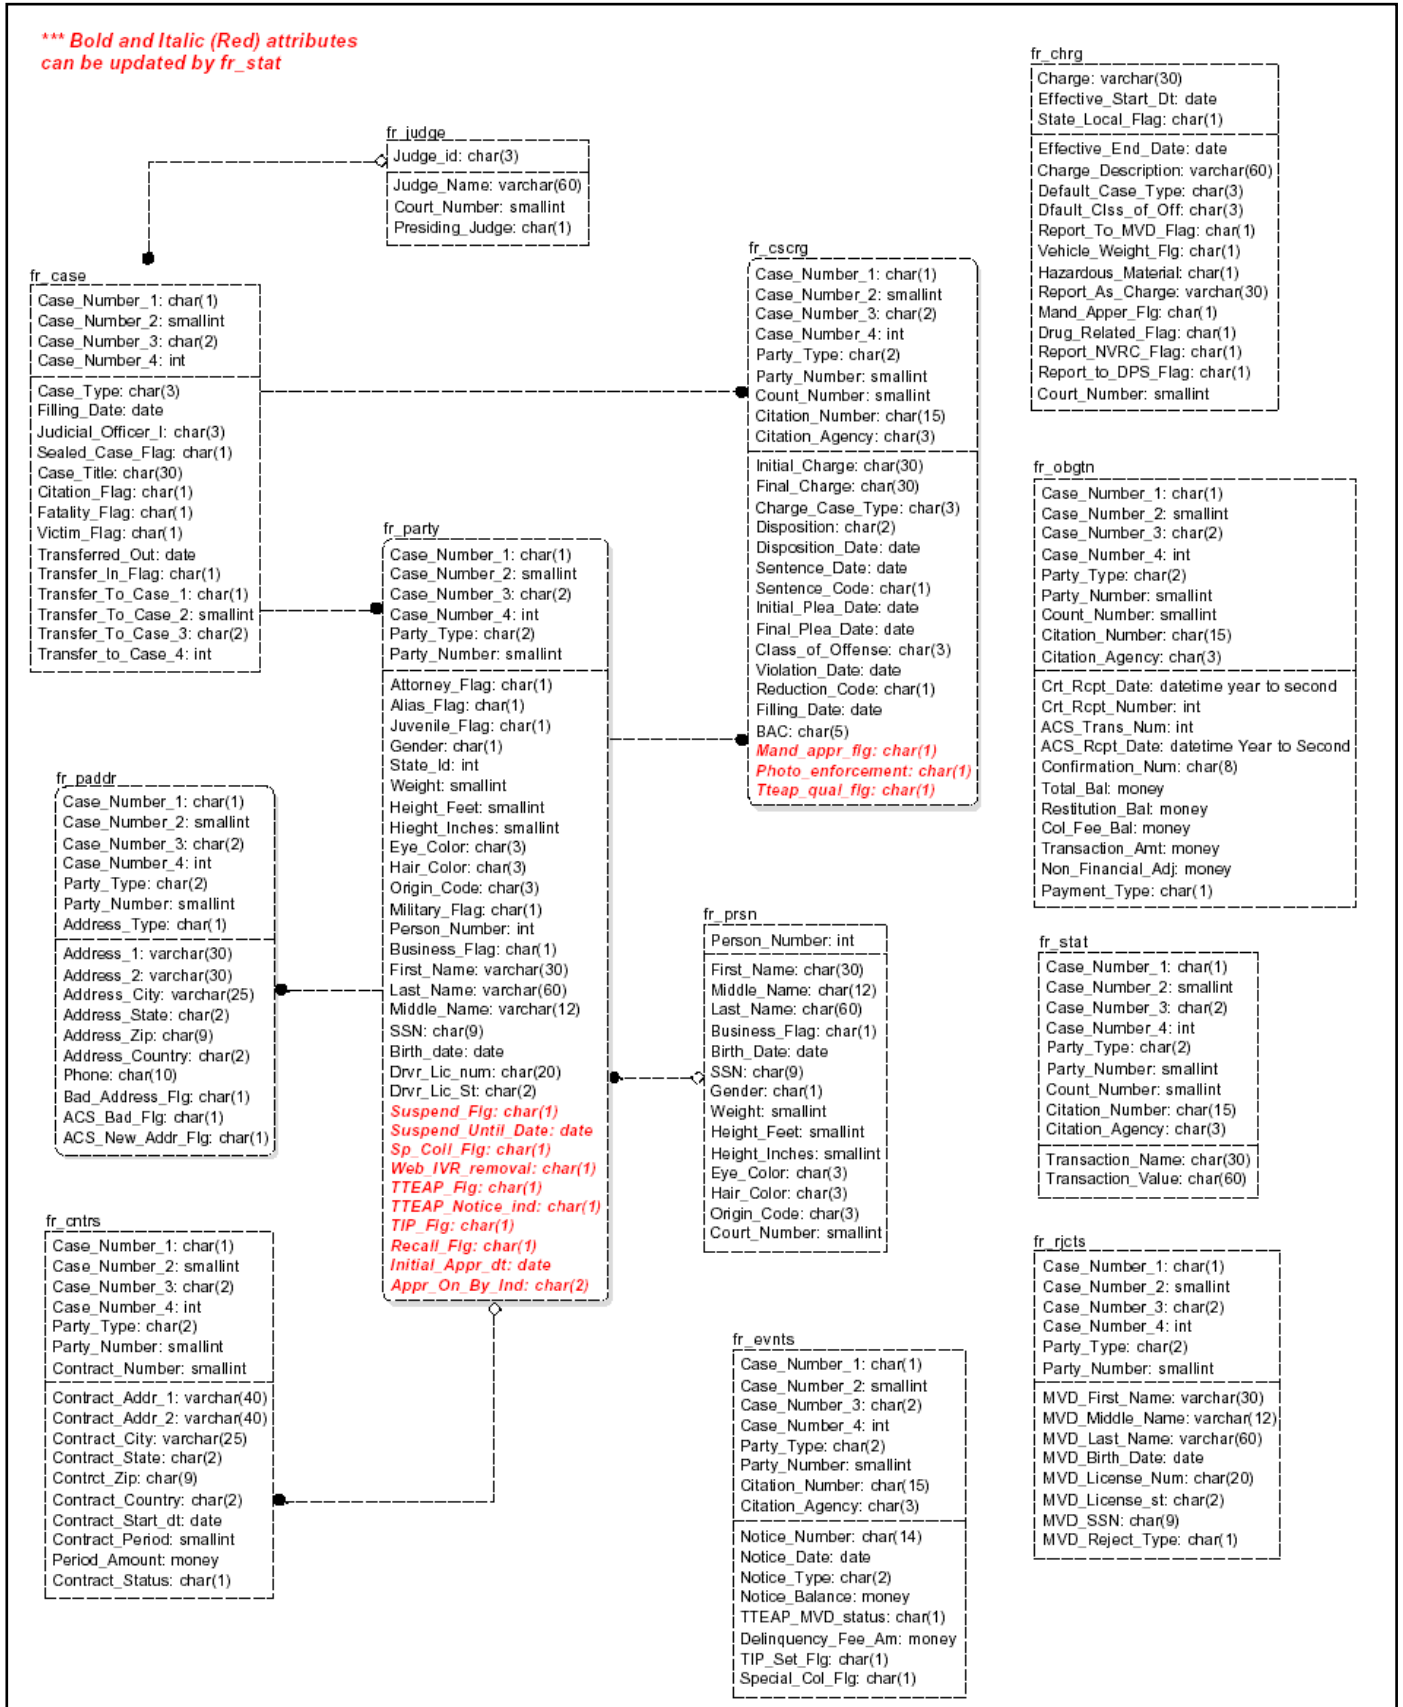 *** Bold and Italic (Red) attributes
can be updated by fr_stat
fr_judge
Judge_id: char(3)
Judge_Name: varchar(60)
Court_Number: smallint
Presiding_Judge: char(1)
fr_case
Case_Number_1: char(1)
Case_Number_2: smallint
Case_Number_3: char(2)
Case_Number_4: int
Case_Type: char(3)
Filling_Date: date
Judicial_Officer_I: char(3)
Sealed_Case_Flag: char(1)
Case_Title: char(30)
Citation_Flag: char(1)
Fatality_Flag: char(1)
Victim_Flag: char(1)
Transferred_Out: date
Transfer_In_Flag: char(1)
Transfer_To_Case_1: char(1)
Transfer_To_Case_2: smallint
Transfer_To_Case_3: char(2)
Transfer_to_Case_4: int
fr_paddr
Case_Number_1: char(1)
Case_Number_2: smallint
Case_Number_3: char(2)
Case_Number_4: int
Party_Type: char(2)
Party_Number: smallint
Address_Type: char(1)
Address_1: varchar(30)
Address_2: varchar(30)
Address_City: varchar(25)
Address_State: char(2)
Address_Zip: char(9)
Address_Country: char(2)
Phone: char(10)
Bad_Address_Flg: char(1)
ACS_Bad_Flg: char(1)
ACS_New_Addr_Flg: char(1)
fr_cntrs
Case_Number_1: char(1)
Case_Number_2: smallint
Case_Number_3: char(2)
Case_Number_4: int
Party_Type: char(2)
Party_Number: smallint
Contract_Number: smallint
Contract_Addr_1: varchar(40)
Contract_Addr_2: varchar(40)
Contract_City: varchar(25)
Contract_State: char(2)
Contrct_Zip: char(9)
Contract_Country: char(2)
Contract_Start_dt: date
Contract_Period: smallint
Period_Amount: money
Contract_Status: char(1)
fr_party
Case_Number_1: char(1)
Case_Number_2: smallint
Case_Number_3: char(2)
Case_Number_4: int
Party_Type: char(2)
Party_Number: smallint
Attorney_Flag: char(1)
Alias_Flag: char(1)
Juvenile_Flag: char(1)
Gender: char(1)
State_Id: int
Weight: smallint
Height_Feet: smallint
Hieght_Inches: smallint
Eye_Color: char(3)
Hair_Color: char(3)
Origin_Code: char(3)
Military_Flag: char(1)
Person_Number: int
Business_Flag: char(1)
First_Name: varchar(30)
Last_Name: varchar(60)
Middle_Name: varchar(12)
SSN: char(9)
Birth_date: date
Drvr_Lic_num: char(20)
Drvr_Lic_St: char(2)
Suspend_Flg: char(1)
Suspend_Until_Date: date
Sp_Coll_Flg: char(1)
Web_IVR_removal: char(1)
TTEAP_Flg: char(1)
TTEAP_Notice_ind: char(1)
TIP_Flg: char(1)
Recall_Flg: char(1)
Initial_Appr_dt: date
Appr_On_By_Ind: char(2)
fr_cscrg
Case_Number_1: char(1)
Case_Number_2: smallint
Case_Number_3: char(2)
Case_Number_4: int
Party_Type: char(2)
Party_Number: smallint
Count_Number: smallint
Citation_Number: char(15)
Citation_Agency: char(3)
Initial_Charge: char(30)
Final_Charge: char(30)
Charge_Case_Type: char(3)
Disposition: char(2)
Disposition_Date: date
Sentence_Date: date
Sentence_Code: char(1)
Initial_Plea_Date: date
Final_Plea_Date: date
Class_of_Offense: char(3)
Violation_Date: date
Reduction_Code: char(1)
Filling_Date: date
BAC: char(5)
Mand_appr_flg: char(1)
Photo_enforcement: char(1)
Tteap_qual_flg: char(1)
fr_prsn
Person_Number: int
First_Name: char(30)
Middle_Name: char(12)
Last_Name: char(60)
Business_Flag: char(1)
Birth_Date: date
SSN: char(9)
Gender: char(1)
Weight: smallint
Height_Feet: smallint
Height_Inches: smallint
Eye_Color: char(3)
Hair_Color: char(3)
Origin_Code: char(3)
Court_Number: smallint
fr_evnts
Case_Number_1: char(1)
Case_Number_2: smallint
Case_Number_3: char(2)
Case_Number_4: int
Party_Type: char(2)
Party_Number: smallint
Citation_Number: char(15)
Citation_Agency: char(3)
Notice_Number: char(14)
Notice_Date: date
Notice_Type: char(2)
Notice_Balance: money
TTEAP_MVD_status: char(1)
Delinquency_Fee_Am: money
TIP_Set_Flg: char(1)
Special_Col_Flg: char(1)
fr_chrg
Charge: varchar(30)
Effective_Start_Dt: date
State_Local_Flag: char(1)
Effective_End_Date: date
Charge_Description: varchar(60)
Default_Case_Type: char(3)
Dfault_Clss_of_Off: char(3)
Report_To_MVD_Flag: char(1)
Vehicle_Weight_Flg: char(1)
Hazardous_Material: char(1)
Report_As_Charge: varchar(30)
Mand_Apper_Flg: char(1)
Drug_Related_Flag: char(1)
Report_NVRC_Flag: char(1)
Report_to_DPS_Flag: char(1)
Court_Number: smallint
fr_obgtn
Case_Number_1: char(1)
Case_Number_2: smallint
Case_Number_3: char(2)
Case_Number_4: int
Party_Type: char(2)
Party_Number: smallint
Count_Number: smallint
Citation_Number: char(15)
Citation_Agency: char(3)
Crt_Rcpt_Date: datetime year to second
Crt_Rcpt_Number: int
ACS_Trans_Num: int
ACS_Rcpt_Date: datetime Year to Second
Confirmation_Num: char(8)
Total_Bal: money
Restitution_Bal: money
Col_Fee_Bal: money
Transaction_Amt: money
Non_Financial_Adj: money
Payment_Type: char(1)
fr_stat
Case_Number_1: char(1)
Case_Number_2: smallint
Case_Number_3: char(2)
Case_Number_4: int
Party_Type: char(2)
Party_Number: smallint
Count_Number: smallint
Citation_Number: char(15)
Citation_Agency: char(3)
Transaction_Name: char(30)
Transaction_Value: char(60)
fr_rjcts
Case_Number_1: char(1)
Case_Number_2: smallint
Case_Number_3: char(2)
Case_Number_4: int
Party_Type: char(2)
Party_Number: smallint
MVD_First_Name: varchar(30)
MVD_Middle_Name: varchar(12)
MVD_Last_Name: varchar(60)
MVD_Birth_Date: date
MVD_License_Num: char(20)
MVD_License_st: char(2)
MVD_SSN: char(9)
MVD_Reject_Type: char(1)